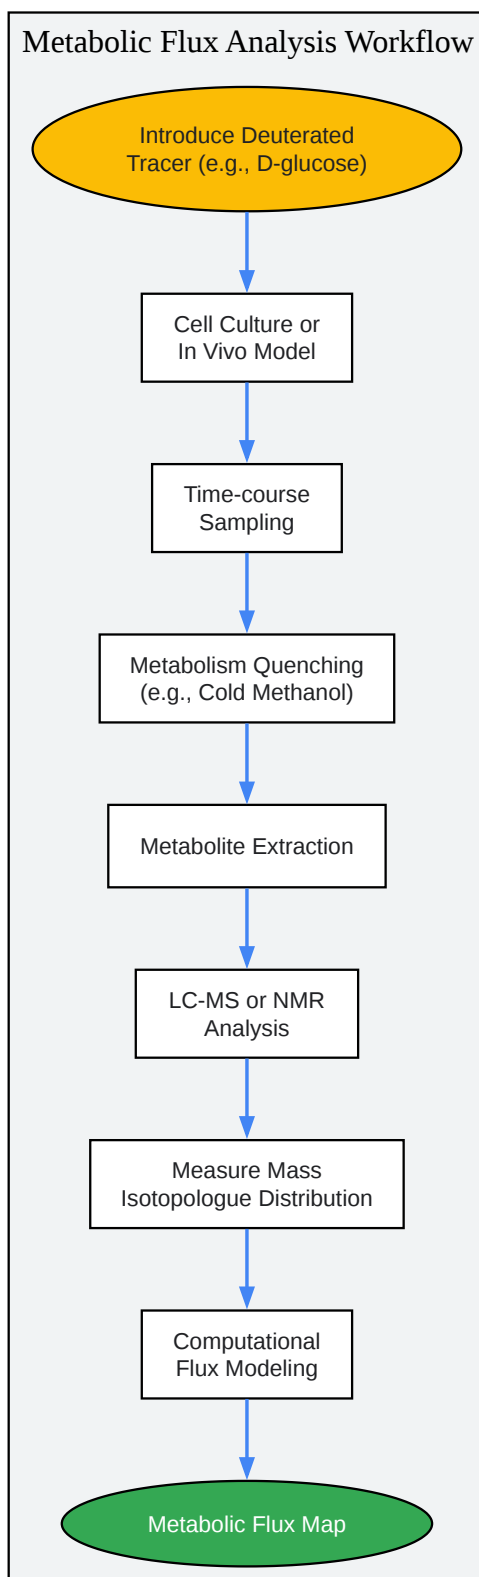 Metabolic Flux Analysis Workflow
Introduce Deuterated
Tracer (e.g., D-glucose)
Cell Culture or
In Vivo Model
Time-course
Sampling
Metabolism Quenching
(e.g., Cold Methanol)
Metabolite Extraction
LC-MS or NMR
Analysis
Measure Mass
Isotopologue Distribution
Computational
Flux Modeling
Metabolic Flux Map